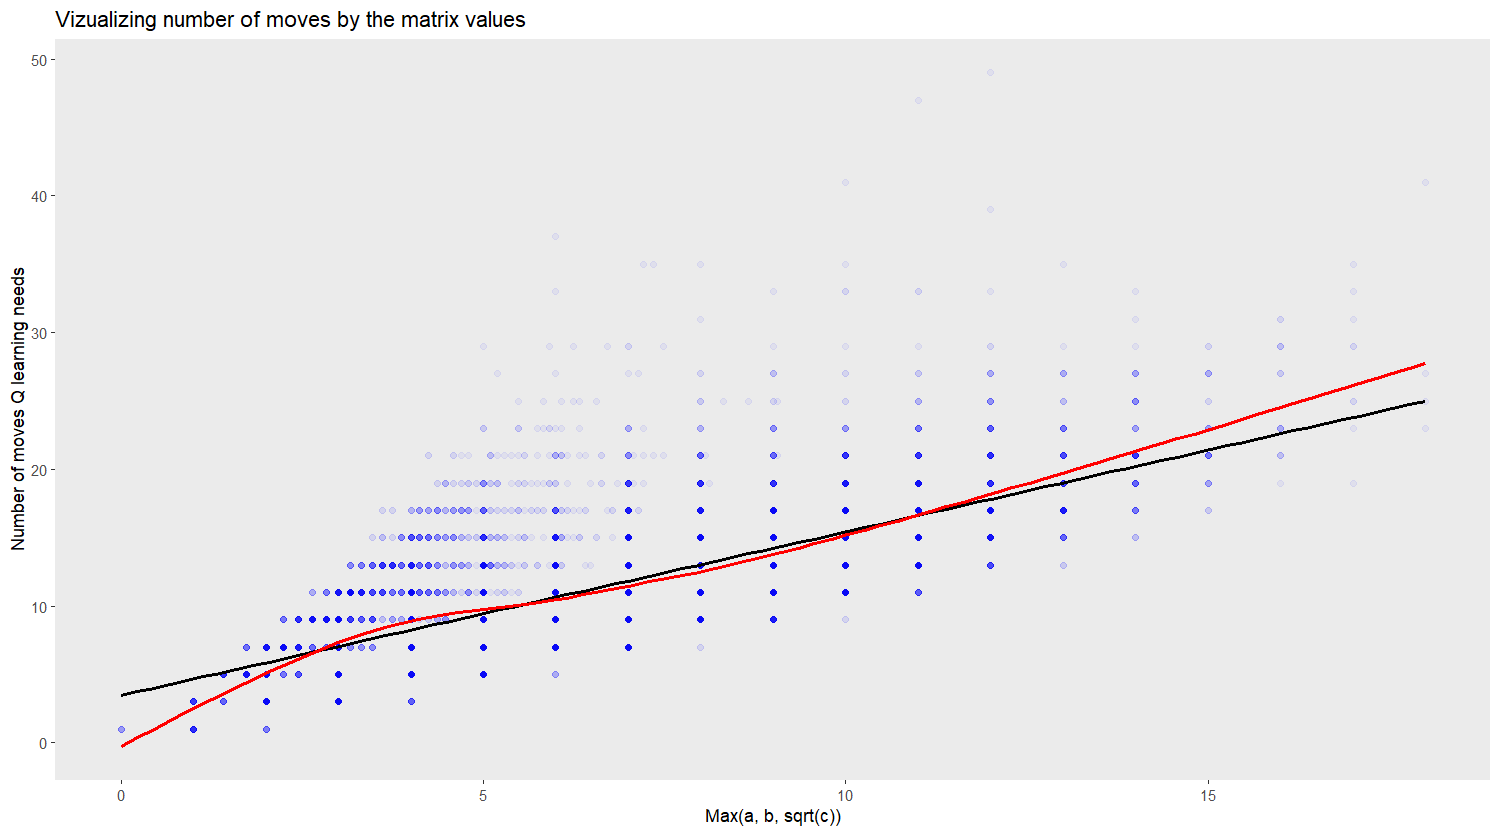 Vizualizing number of moves by the matrix values
Number of moves Q learning needs
50
40
30
20
10
0
0 5 10 15
Max(a, b, sqrt(c))